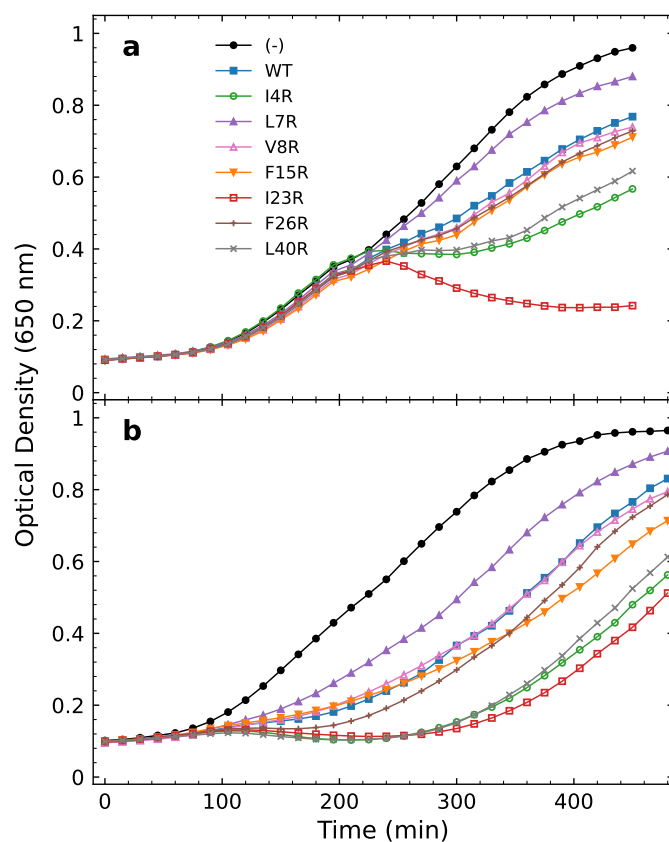 Optical Density (650 nm)
1
0.8
0.6
0.4
0.2
0
a
(-)
WT
I4R
L7R
V8R
F15R
I23R
F26R
L40R
1
0.8
0.6
0.4
0.2
0
b
0 100 200 300 400
Time (min)